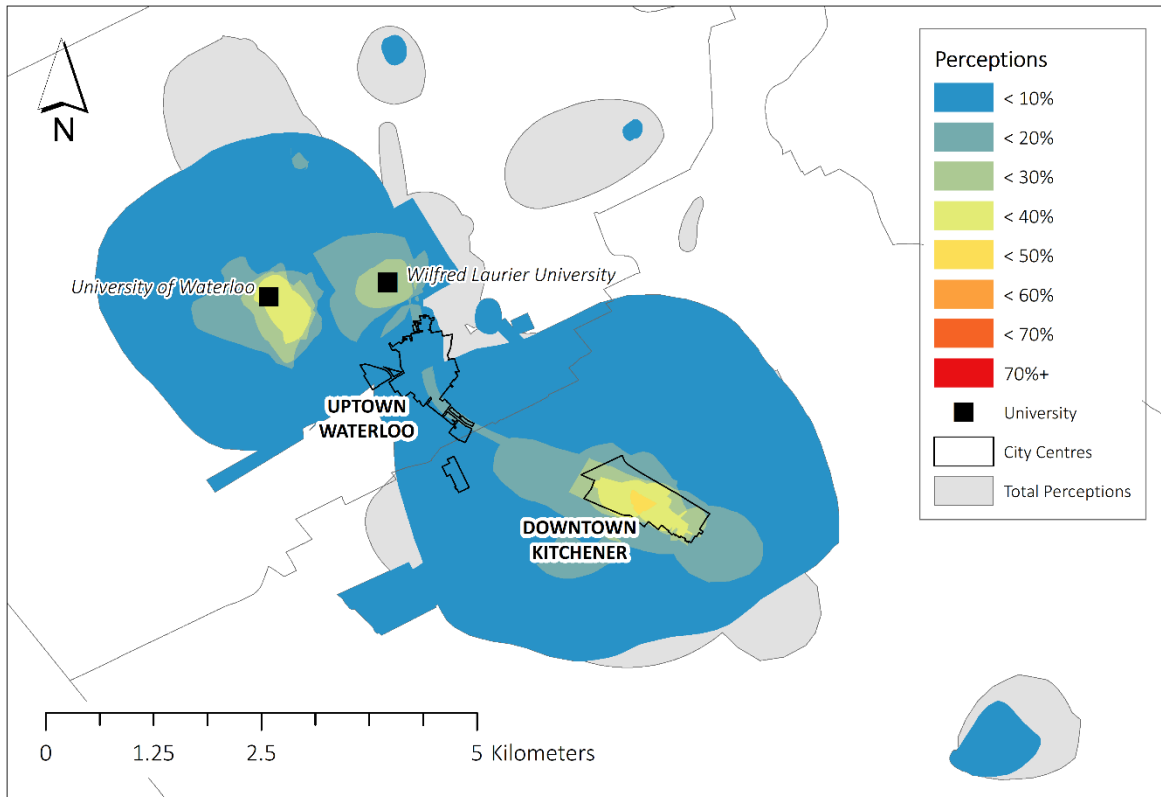 N
University of Waterloo
Wilfred Laurier University
UPTOWN
WATERLOO
DOWNTOWN
KITCHENER
0 1.25 2.5 5 Kilometers
Perceptions
< 10%
< 20%
< 30%
< 40%
< 50%
< 60%
< 70%
70%+
University
City Centres
Total Perceptions